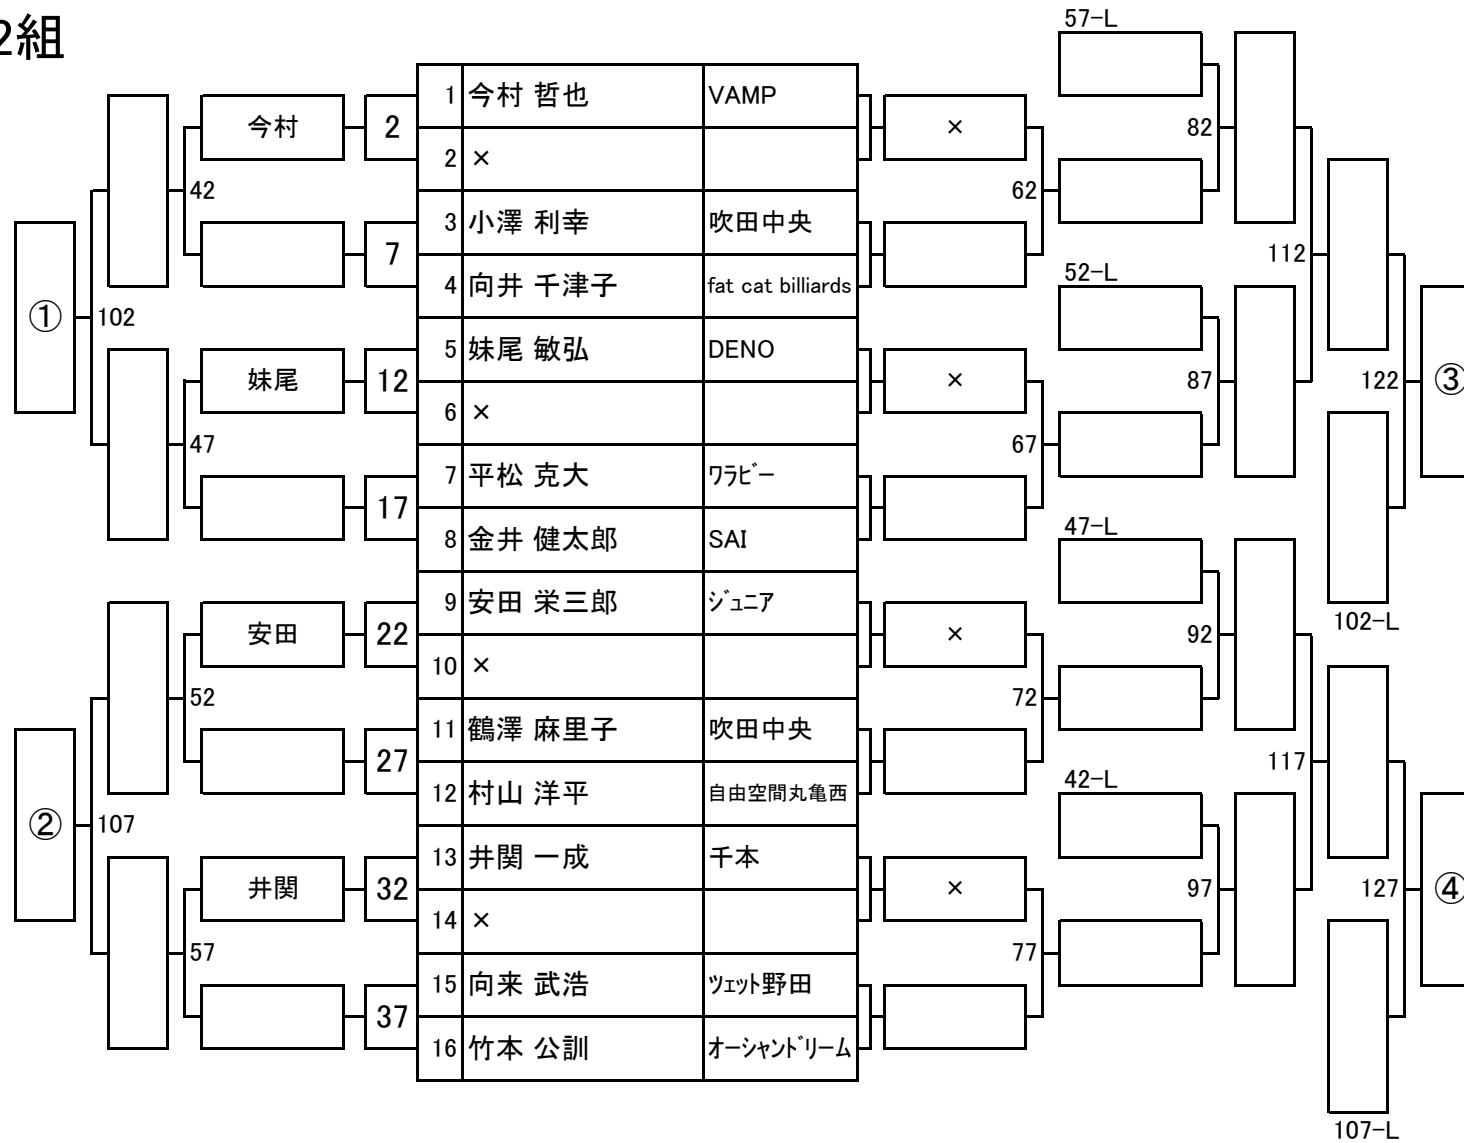 2組
57-L
1 今村 哲也 VAMP
今村 2 × 82
2 ×
42 62
3 小澤 利幸 吹田中央
7 112
4 向井 千津子 fat cat billiards 52-L
① 102
5 妹尾 敏弘 DENO
妹尾 12 × 87 122 ③
6 ×
47 67
7 平松 克大 ワラビー
17
8 金井 健太郎 SAI 47-L
9 安田 栄三郎 ジュニア
安田 22 × 92 102-L
10 ×
52 72
11 鶴澤 麻里子 吹田中央
27 117
12 村山 洋平 自由空間丸亀西 42-L
② 107
13 井関 一成 千本
井関 32 × 97 127 ④
14 ×
57 77
15 向来 武浩 ツェット野田
37
16 竹本 公訓 オーシャンドリーム
107-L